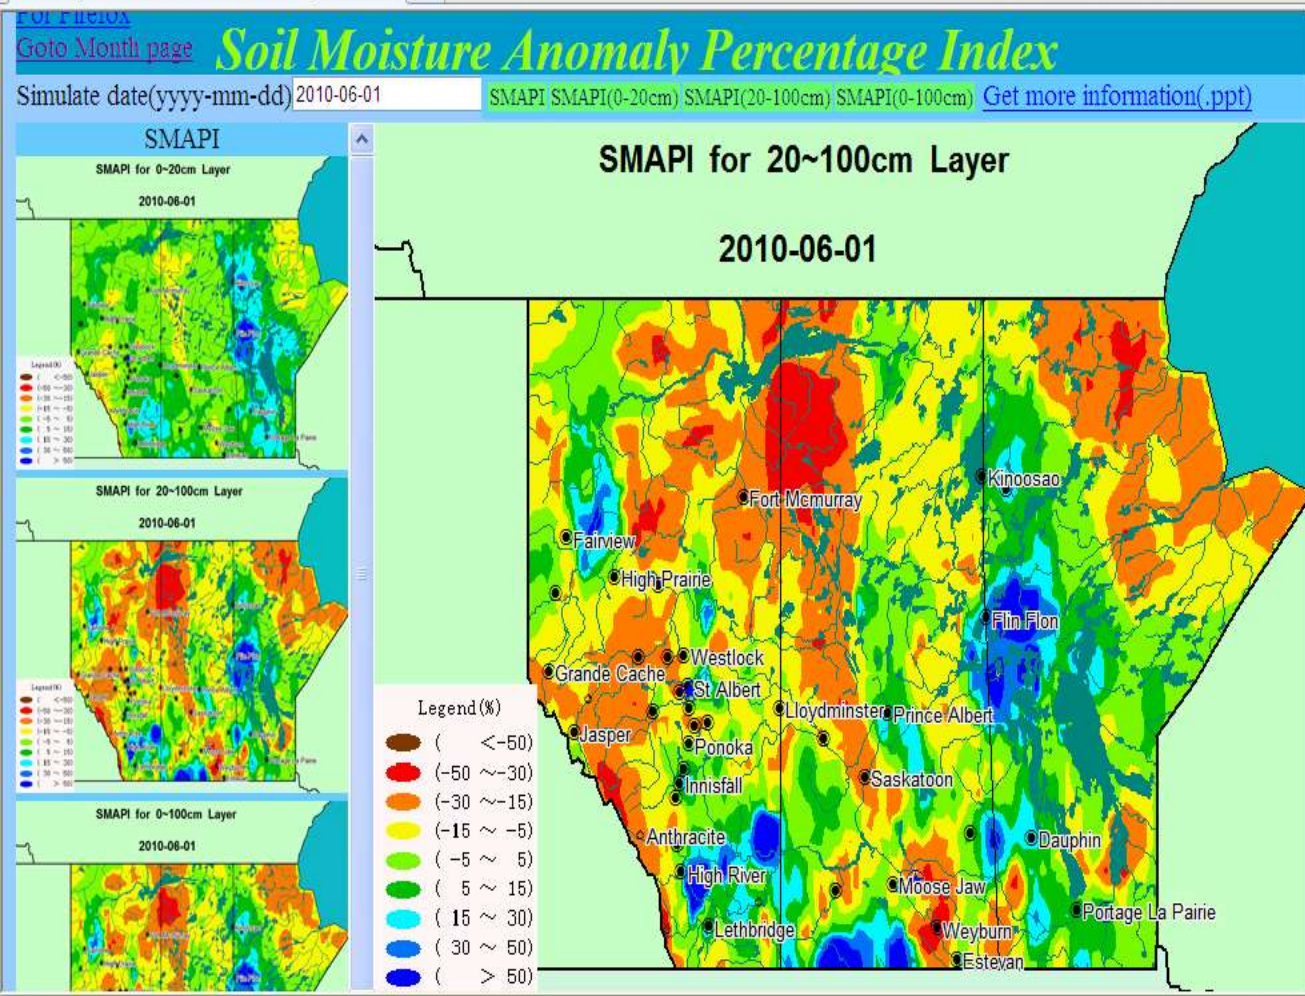 For Firefox
Goto Month page
Soil Moisture Anomaly Percentage Index
Simulate date(yyyy-mm-dd) 2010-06-01 SMAPI SMAPI(0-20cm) SMAPI(20-100cm) SMAPI(0-100cm) Get more information(.ppt)
SMAPI
SMAPI for 0~20cm Layer
2010-06-01
SMAPI for 20~100cm Layer
2010-06-01
SMAPI for 0~100cm Layer
2010-06-01
SMAPI for 20~100cm Layer
2010-06-01
Kinoosao
Fort Mcmurray
Fairview
High Prairie
Flin Flon
Westlock
Grande Cache
St Albert
Lloydminster
Prince Albert
Jasper
Ponoka
Saskatoon
Innisfall
Anthracite
Dauphin
High River
Moose Jaw
Portage La Pairie
Lethbridge
Weyburn
Estevan
Legend(%)
( <-50)
(-50 ~-30)
(-30 ~-15)
(-15 ~ -5)
( -5 ~ 5)
( 5 ~ 15)
( 15 ~ 30)
( 30 ~ 50)
( > 50)